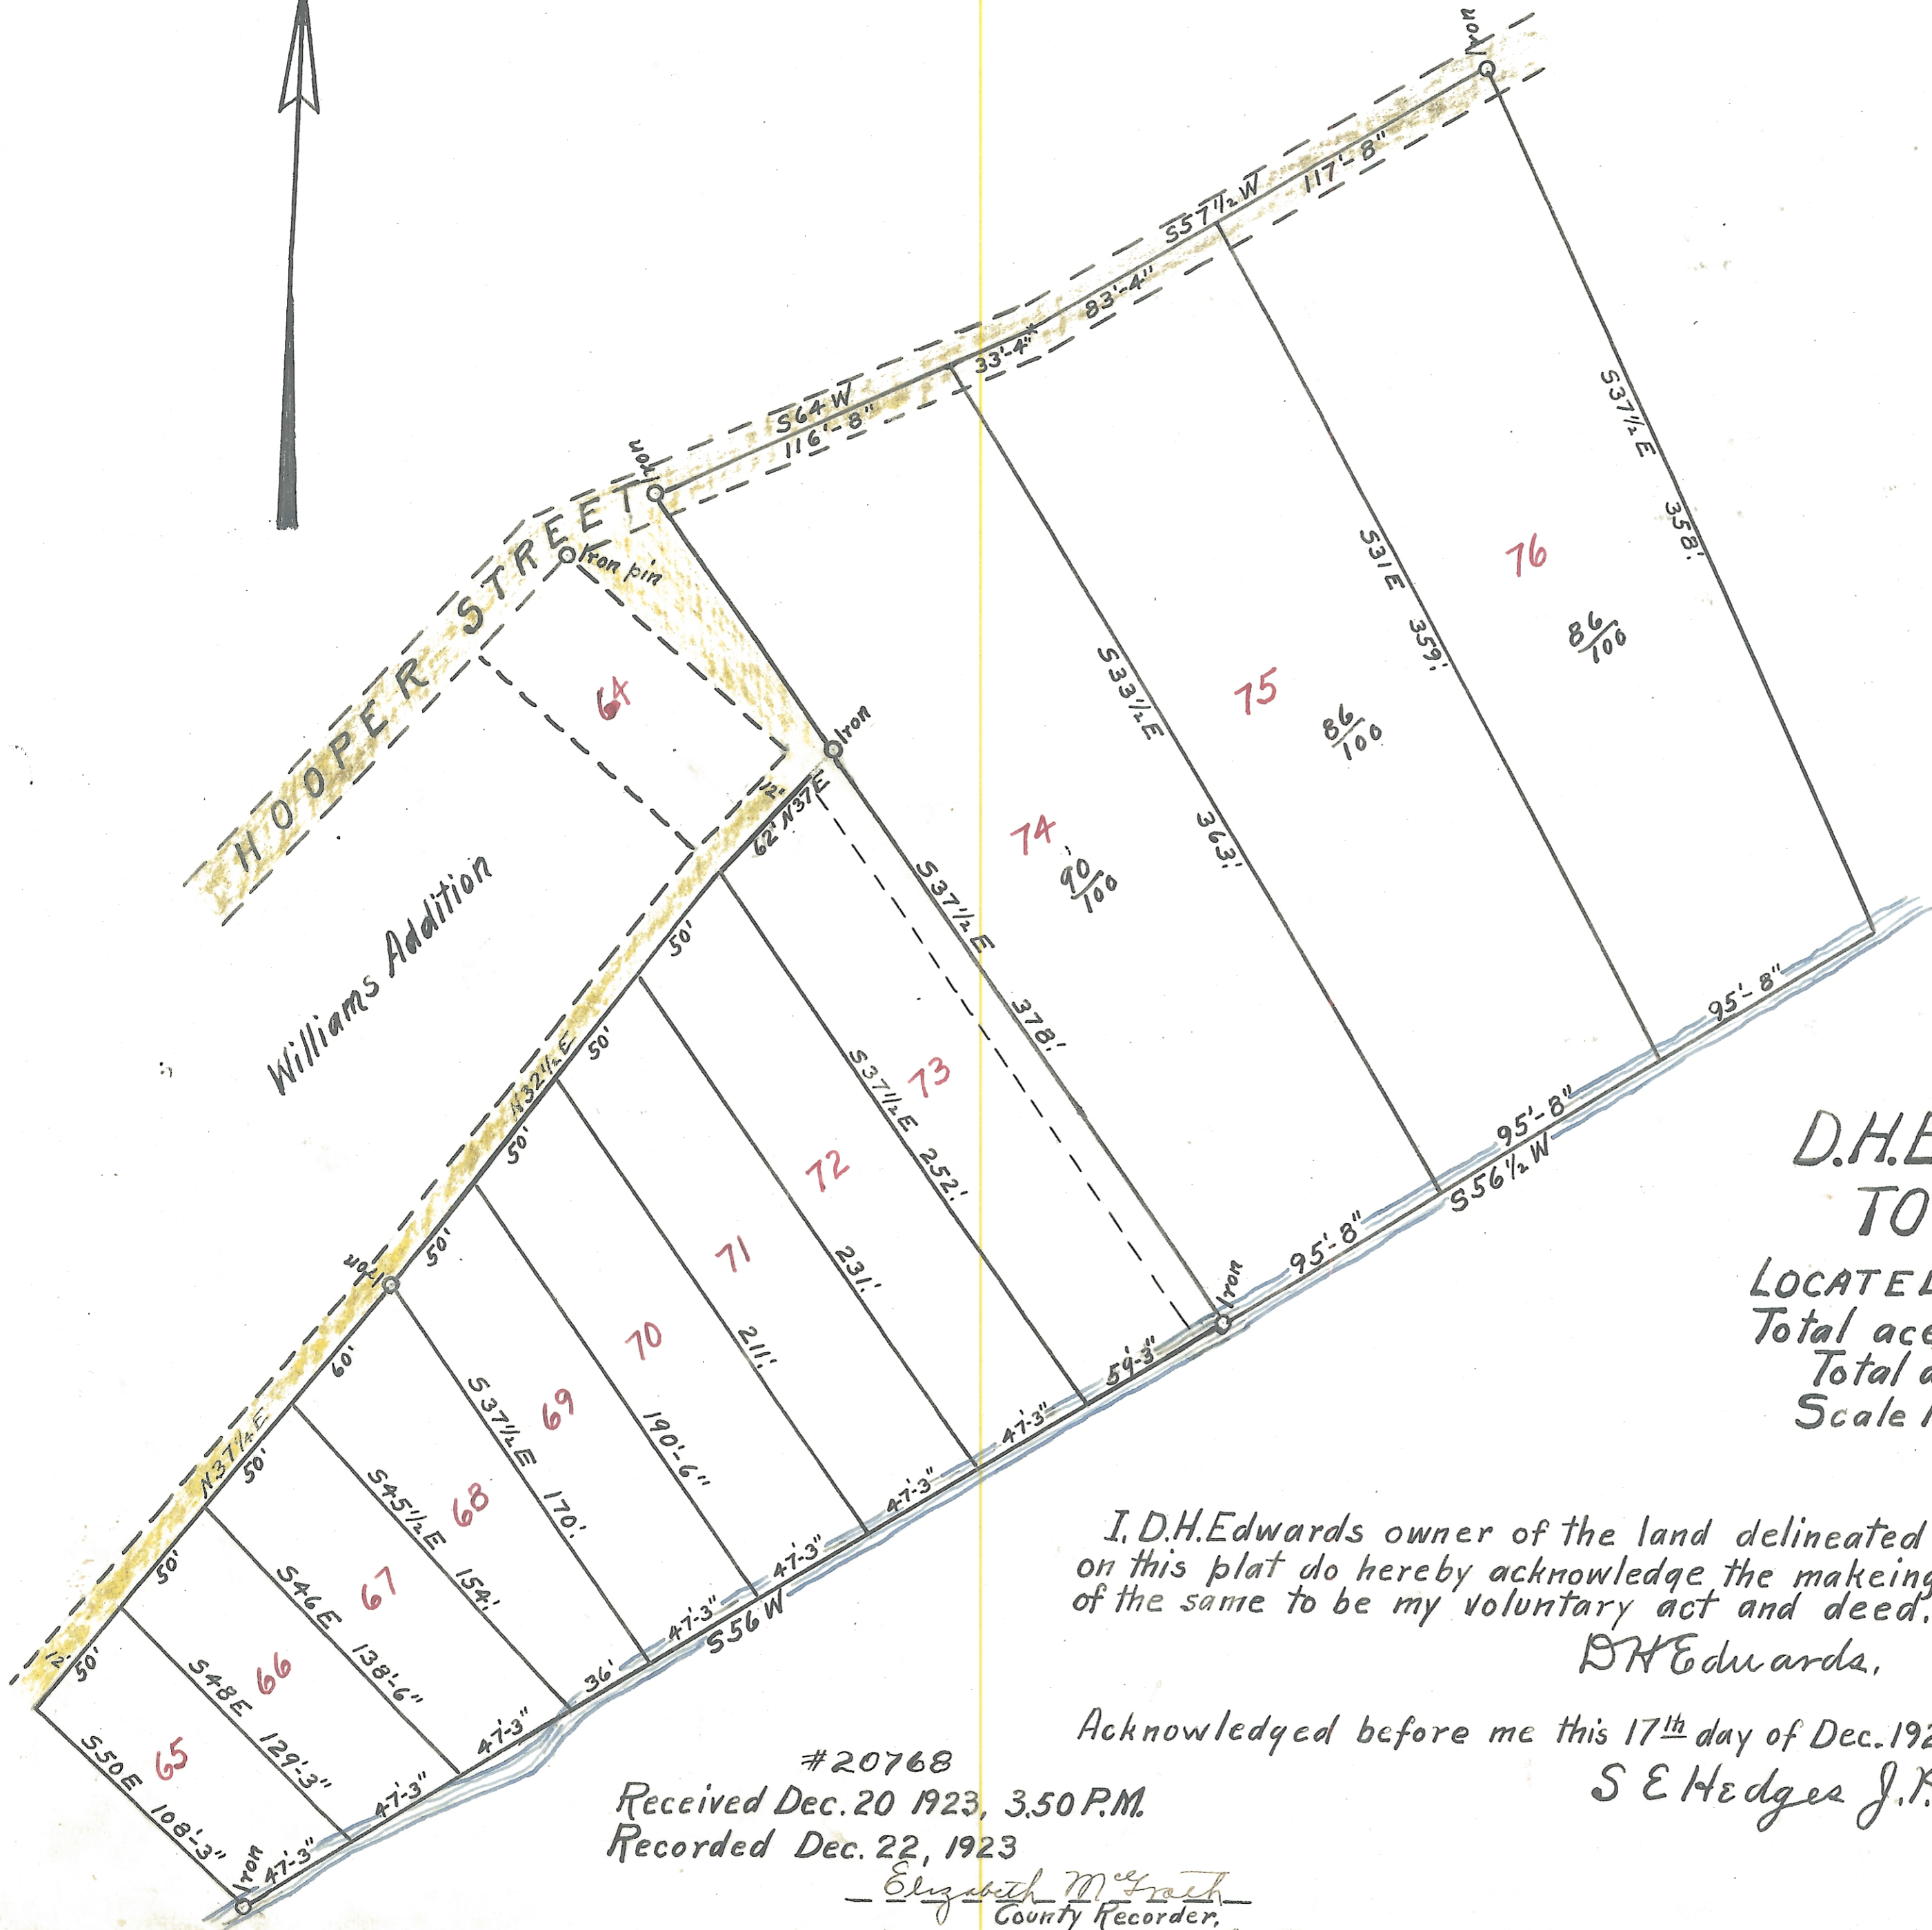 Iron
117'-8"
S57½W
83'-4"
33'-4"
S64W
116'-8"
Iron
HOOPER STREET
Iron pin
S37½E 358'
76
86/100
S31E 359'
75
86/100
S33½E 363'
74
90/100
64
Iron
12'
62' N37E
S37½E 378'
Williams Addition
50'
50'
N32½E
50'
50'
Iron
60'
N37¼E
50'
50'
12'
50'
73
S37½E 252'
72
231'
71
211'
70
190'-6"
69
S37½E 170'
68
S45½E 154'
67
S46E 138'-6"
66
S48E 129'-3"
65
S50E 108'-3"
Iron
47'-3"
47'-3"
47'-3"
36'
47'-3"
S56W
47'-3"
47'-3"
47'-3"
59'-3"
Iron
95'-8"
S56½W
95'-8"
95'-8"
D.H.E
TO
LOCATE
Total ac
Total
Scale
I. D.H.Edwards owner of the land delineated
on this plat do hereby acknowledge the makeing
of the same to be my voluntary act and deed.
DHEdwards.
Acknowledged before me this 17th day of Dec. 192
S E Hedges J.P.
#20768
Received Dec. 20 1923, 3.50 P.M.
Recorded Dec. 22, 1923
Elizabeth McGrath
County Recorder.